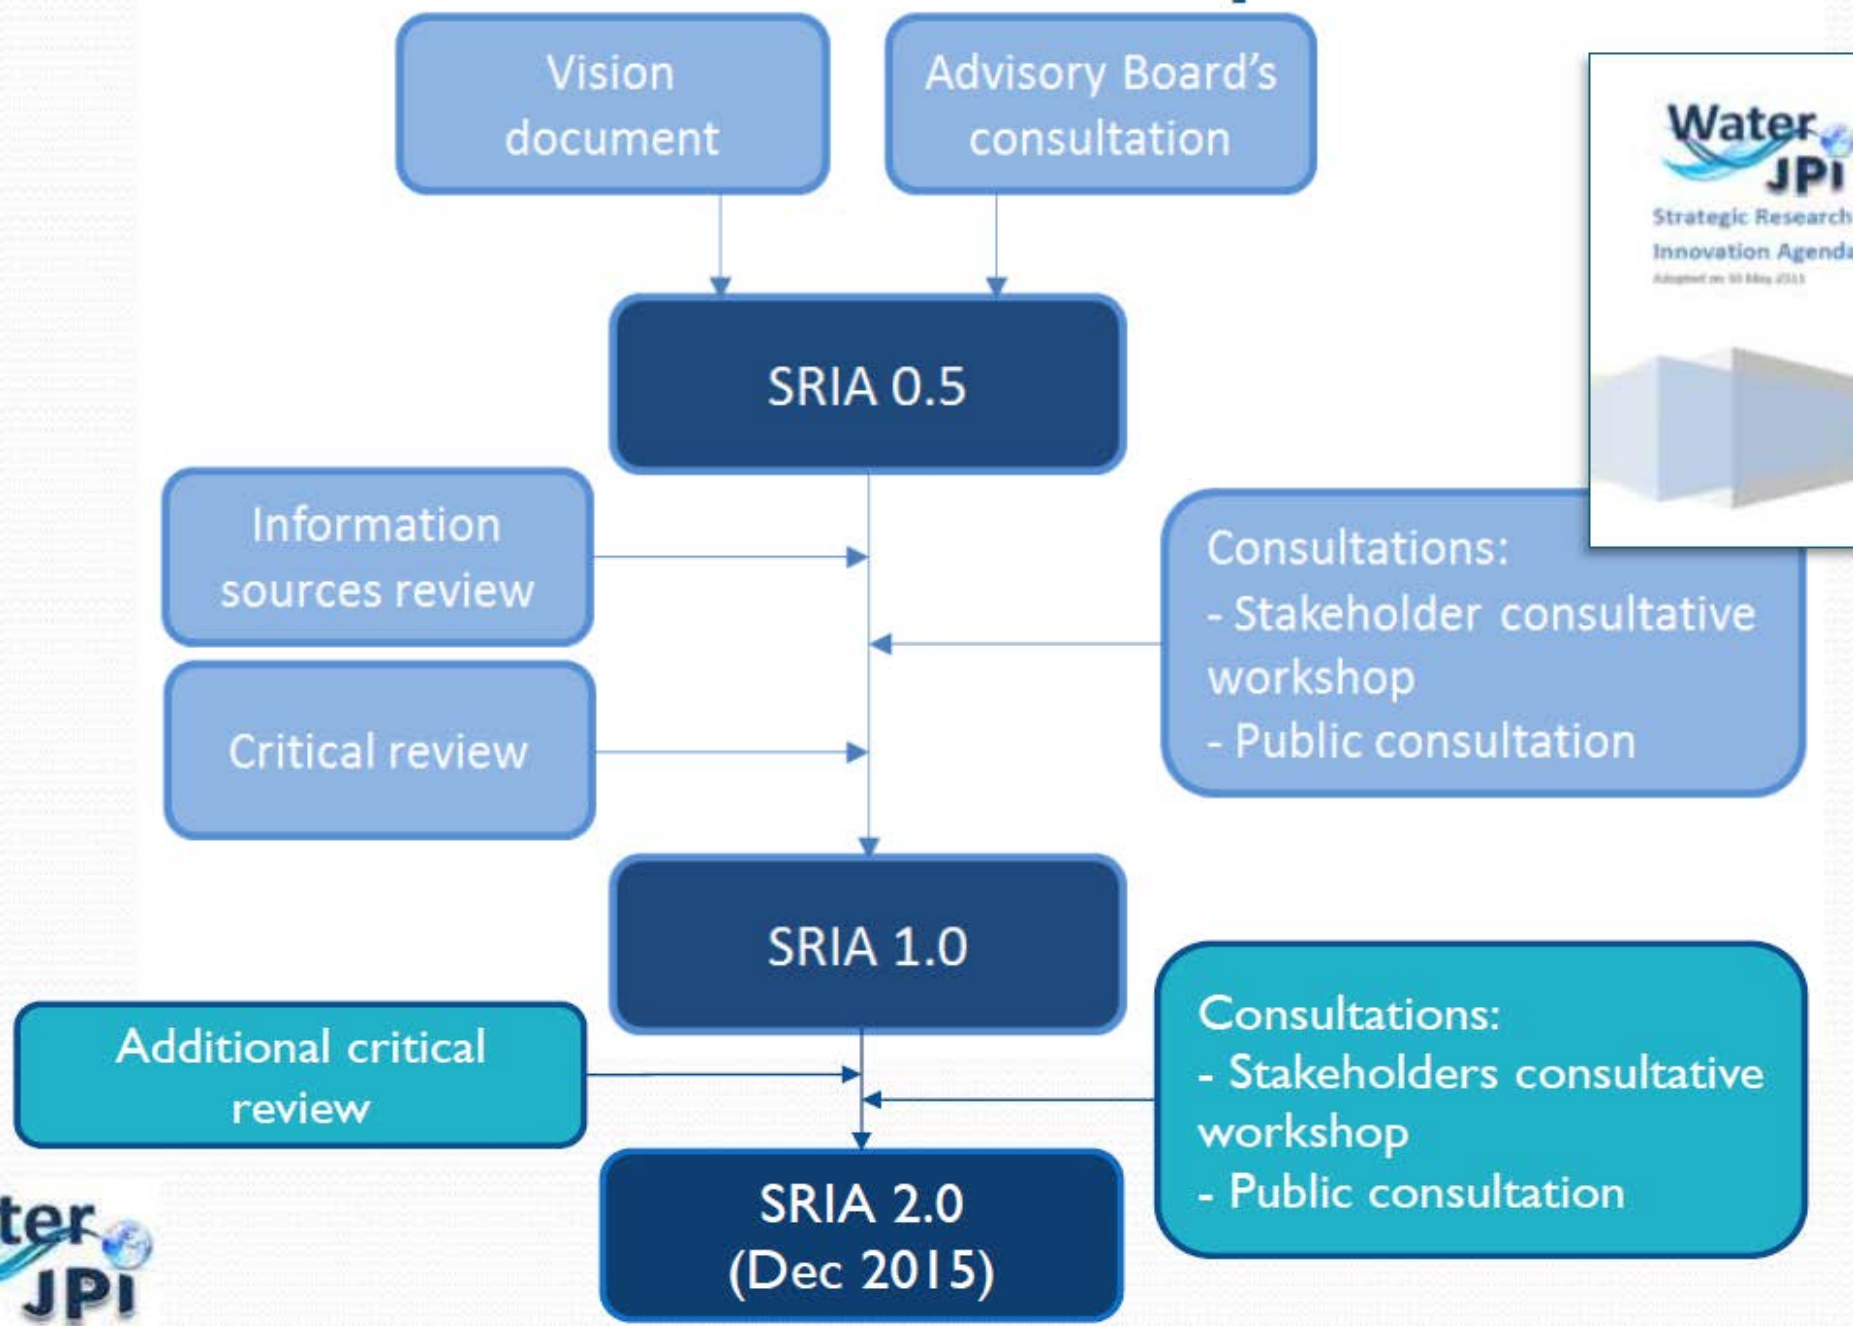 Vision
document
Advisory Board's
consultation
Water
JPI
Strategic Research
Innovation Agenda
SRIA 0.5
Information
sources review
Consultations:
- Stakeholder consultative
workshop
- Public consultation
Critical review
SRIA 1.0
Additional critical
review
Consultations:
- Stakeholders consultative
workshop
- Public consultation
SRIA 2.0
(Dec 2015)
ter
JPI